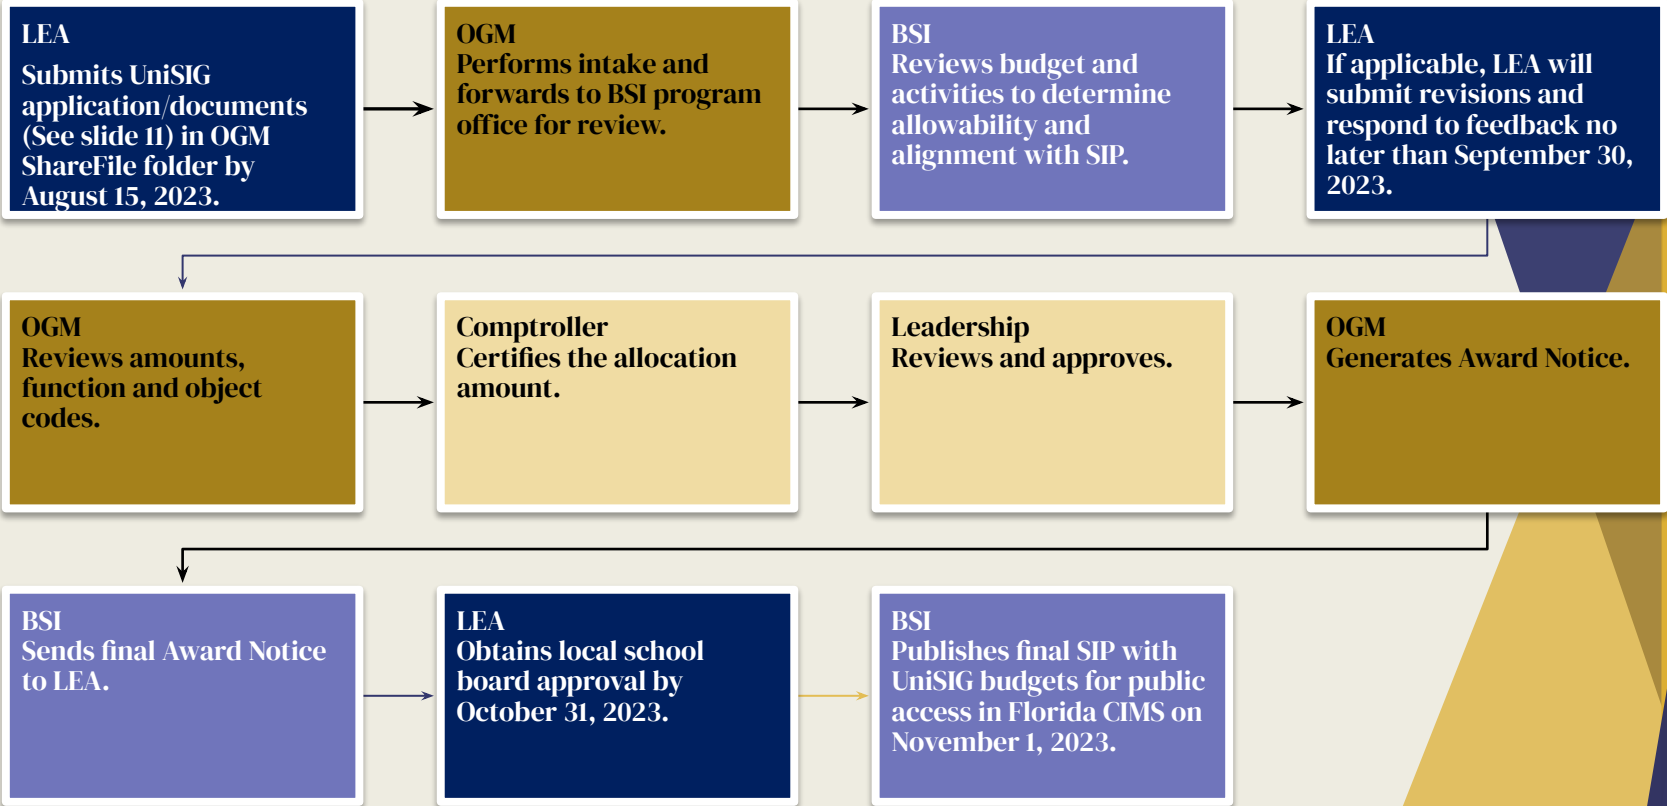 LEA
Submits UniSIG
application/documents
(See slide 11) in OGM
ShareFile folder by
August 15, 2023.
OGM
Performs intake and
forwards to BSI program
office for review.
BSI
Reviews budget and
activities to determine
allowability and
alignment with SIP.
LEA
If applicable, LEA will
submit revisions and
respond to feedback no
later than September 30,
2023.
OGM
Reviews amounts,
function and object
codes.
Comptroller
Certifies the allocation
amount.
Leadership
Reviews and approves.
OGM
Generates Award Notice.
BSI
Sends final Award Notice
to LEA.
LEA
Obtains local school
board approval by
October 31, 2023.
BSI
Publishes final SIP with
UniSIG budgets for public
access in Florida CIMS on
November 1, 2023.